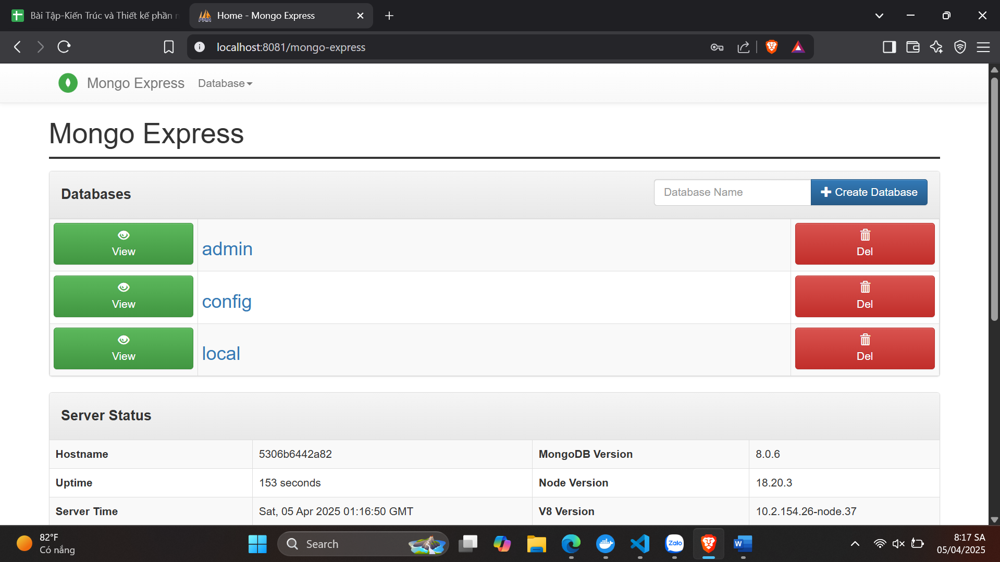 Bài Tập-Kiến Trúc và Thiết kế phần
Home - Mongo Express
localhost:8081/mongo-express
Mongo Express
Database
Mongo Express
Databases
Database Name
Create Database
View
admin
Del
View
config
Del
View
local
Del
Server Status
Hostname
5306b6442a82
MongoDB Version
8.0.6
Uptime
153 seconds
Node Version
18.20.3
Server Time
Sat, 05 Apr 2025 01:16:50 GMT
V8 Version
10.2.154.26-node.37
82°F
Có nắng
Search
Zalo
W
8:17 SA
05/04/2025